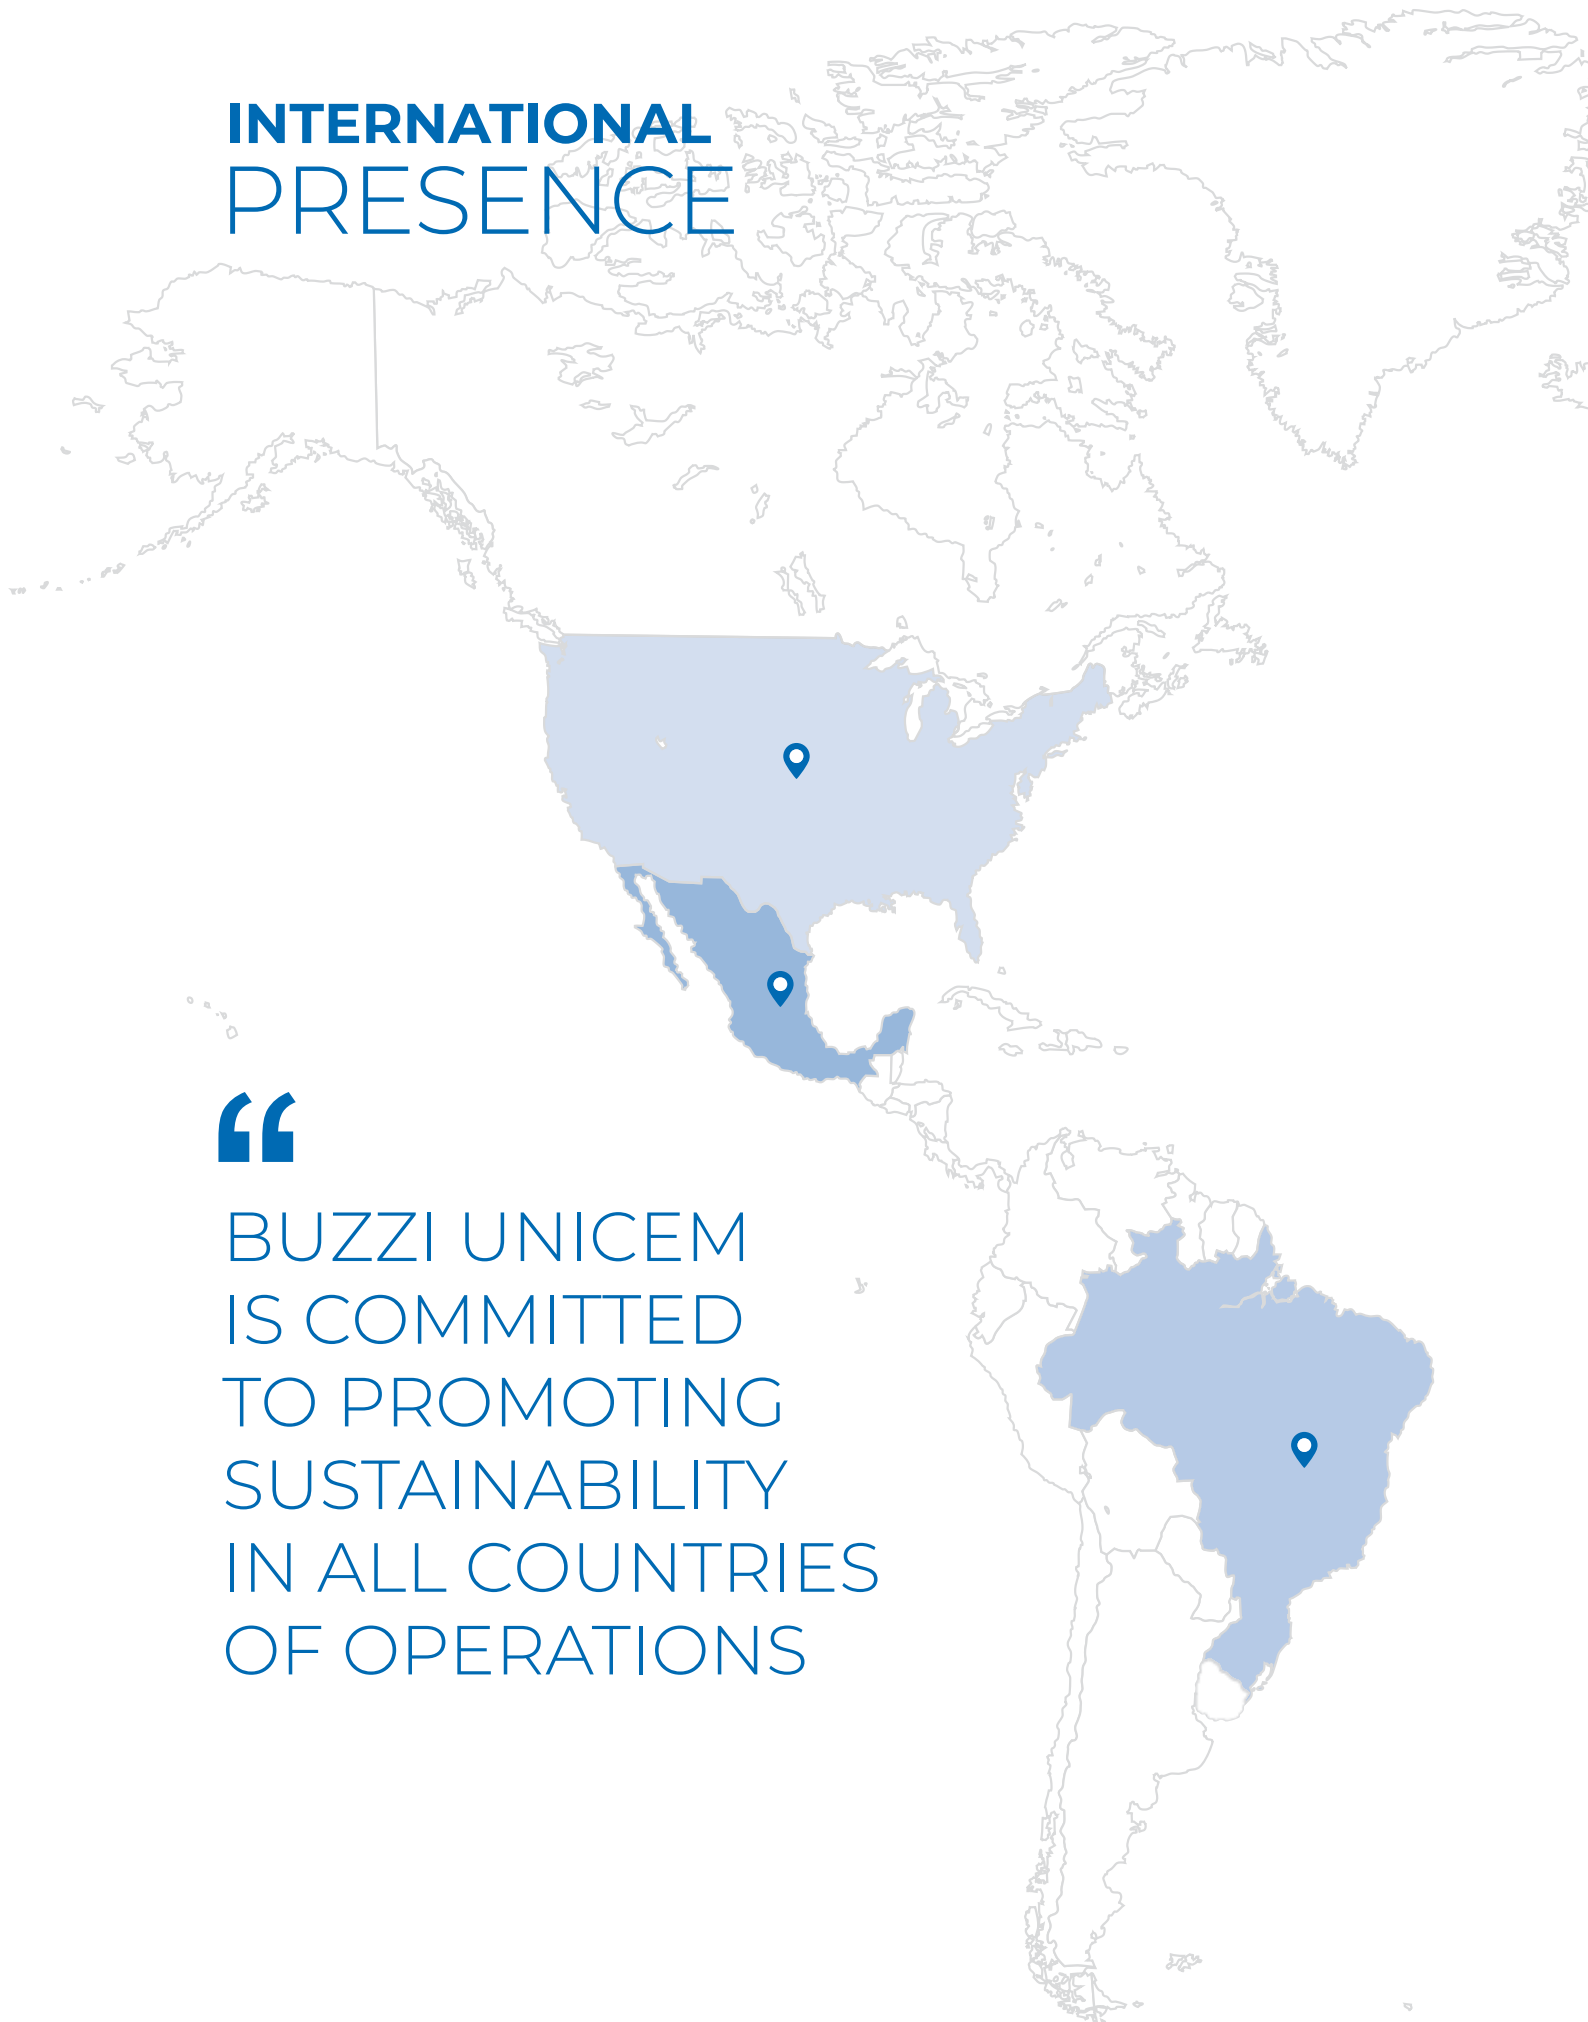 INTERNATIONAL
PRESENCE
“
BUZZI UNICEM
IS COMMITTED
TO PROMOTING
SUSTAINABILITY
IN ALL COUNTRIES
OF OPERATIONS